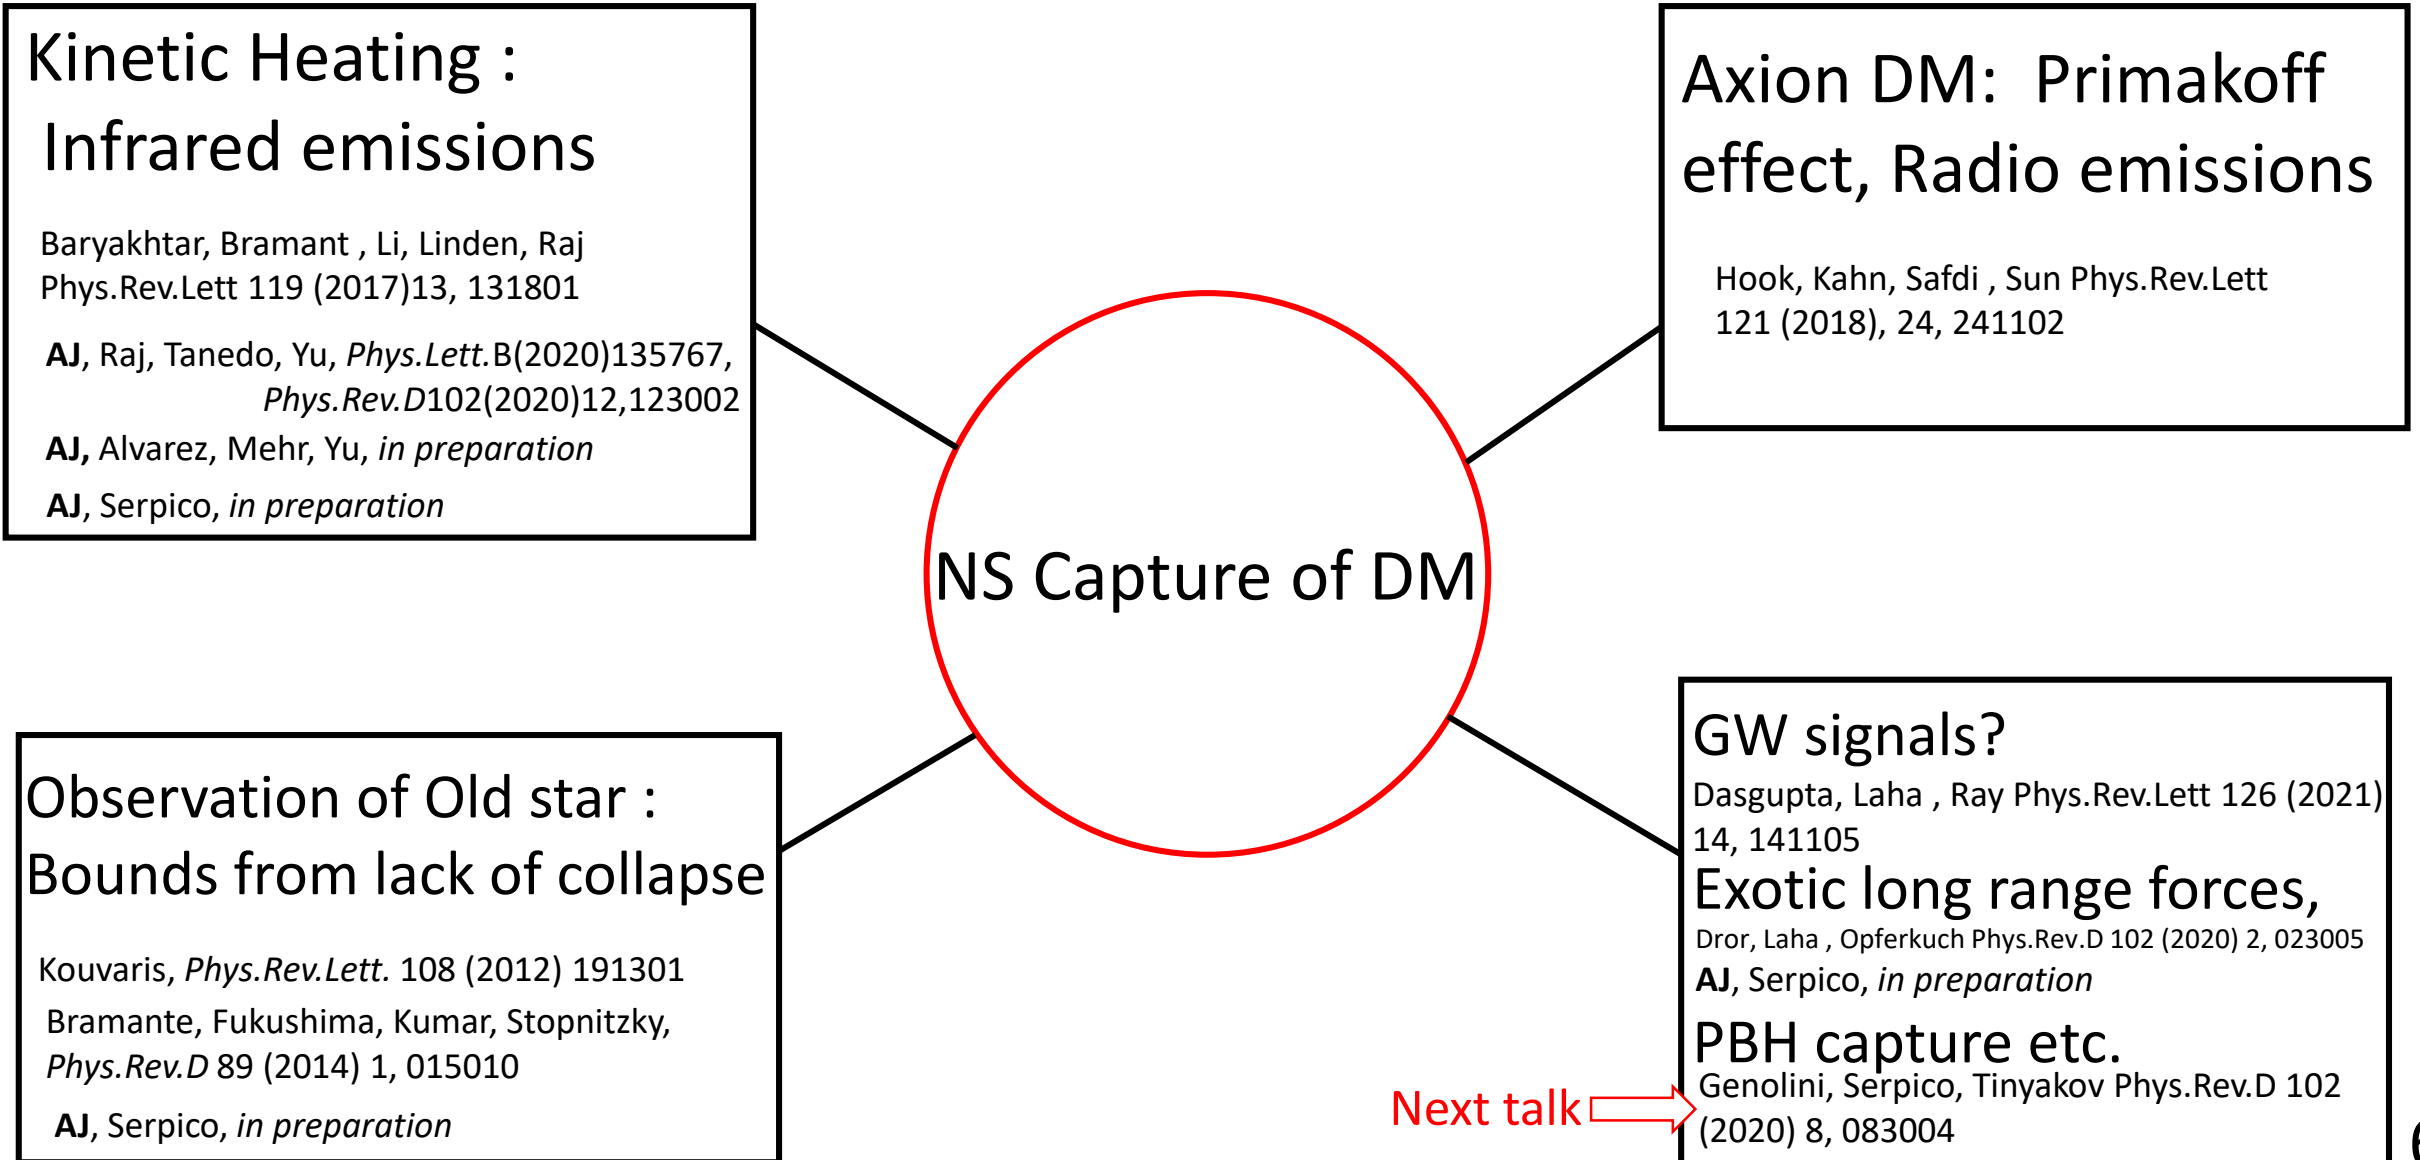 Kinetic Heating :
Infrared emissions
Baryakhtar, Bramant , Li, Linden, Raj
Phys.Rev.Lett 119 (2017)13, 131801
AJ, Raj, Tanedo, Yu, Phys.Lett.B(2020)135767,
Phys.Rev.D102(2020)12,123002
AJ, Alvarez, Mehr, Yu, in preparation
AJ, Serpico, in preparation
Axion DM: Primakoff
effect, Radio emissions
Hook, Kahn, Safdi , Sun Phys.Rev.Lett
121 (2018), 24, 241102
NS Capture of DM
Observation of Old star :
Bounds from lack of collapse
Kouvaris, Phys.Rev.Lett. 108 (2012) 191301
Bramante, Fukushima, Kumar, Stopnitzky,
Phys.Rev.D 89 (2014) 1, 015010
AJ, Serpico, in preparation
GW signals?
Dasgupta, Laha , Ray Phys.Rev.Lett 126 (2021)
14, 141105
Exotic long range forces,
Dror, Laha , Opferkuch Phys.Rev.D 102 (2020) 2, 023005
AJ, Serpico, in preparation
PBH capture etc.
Genolini, Serpico, Tinyakov Phys.Rev.D 102
(2020) 8, 083004
Next talk